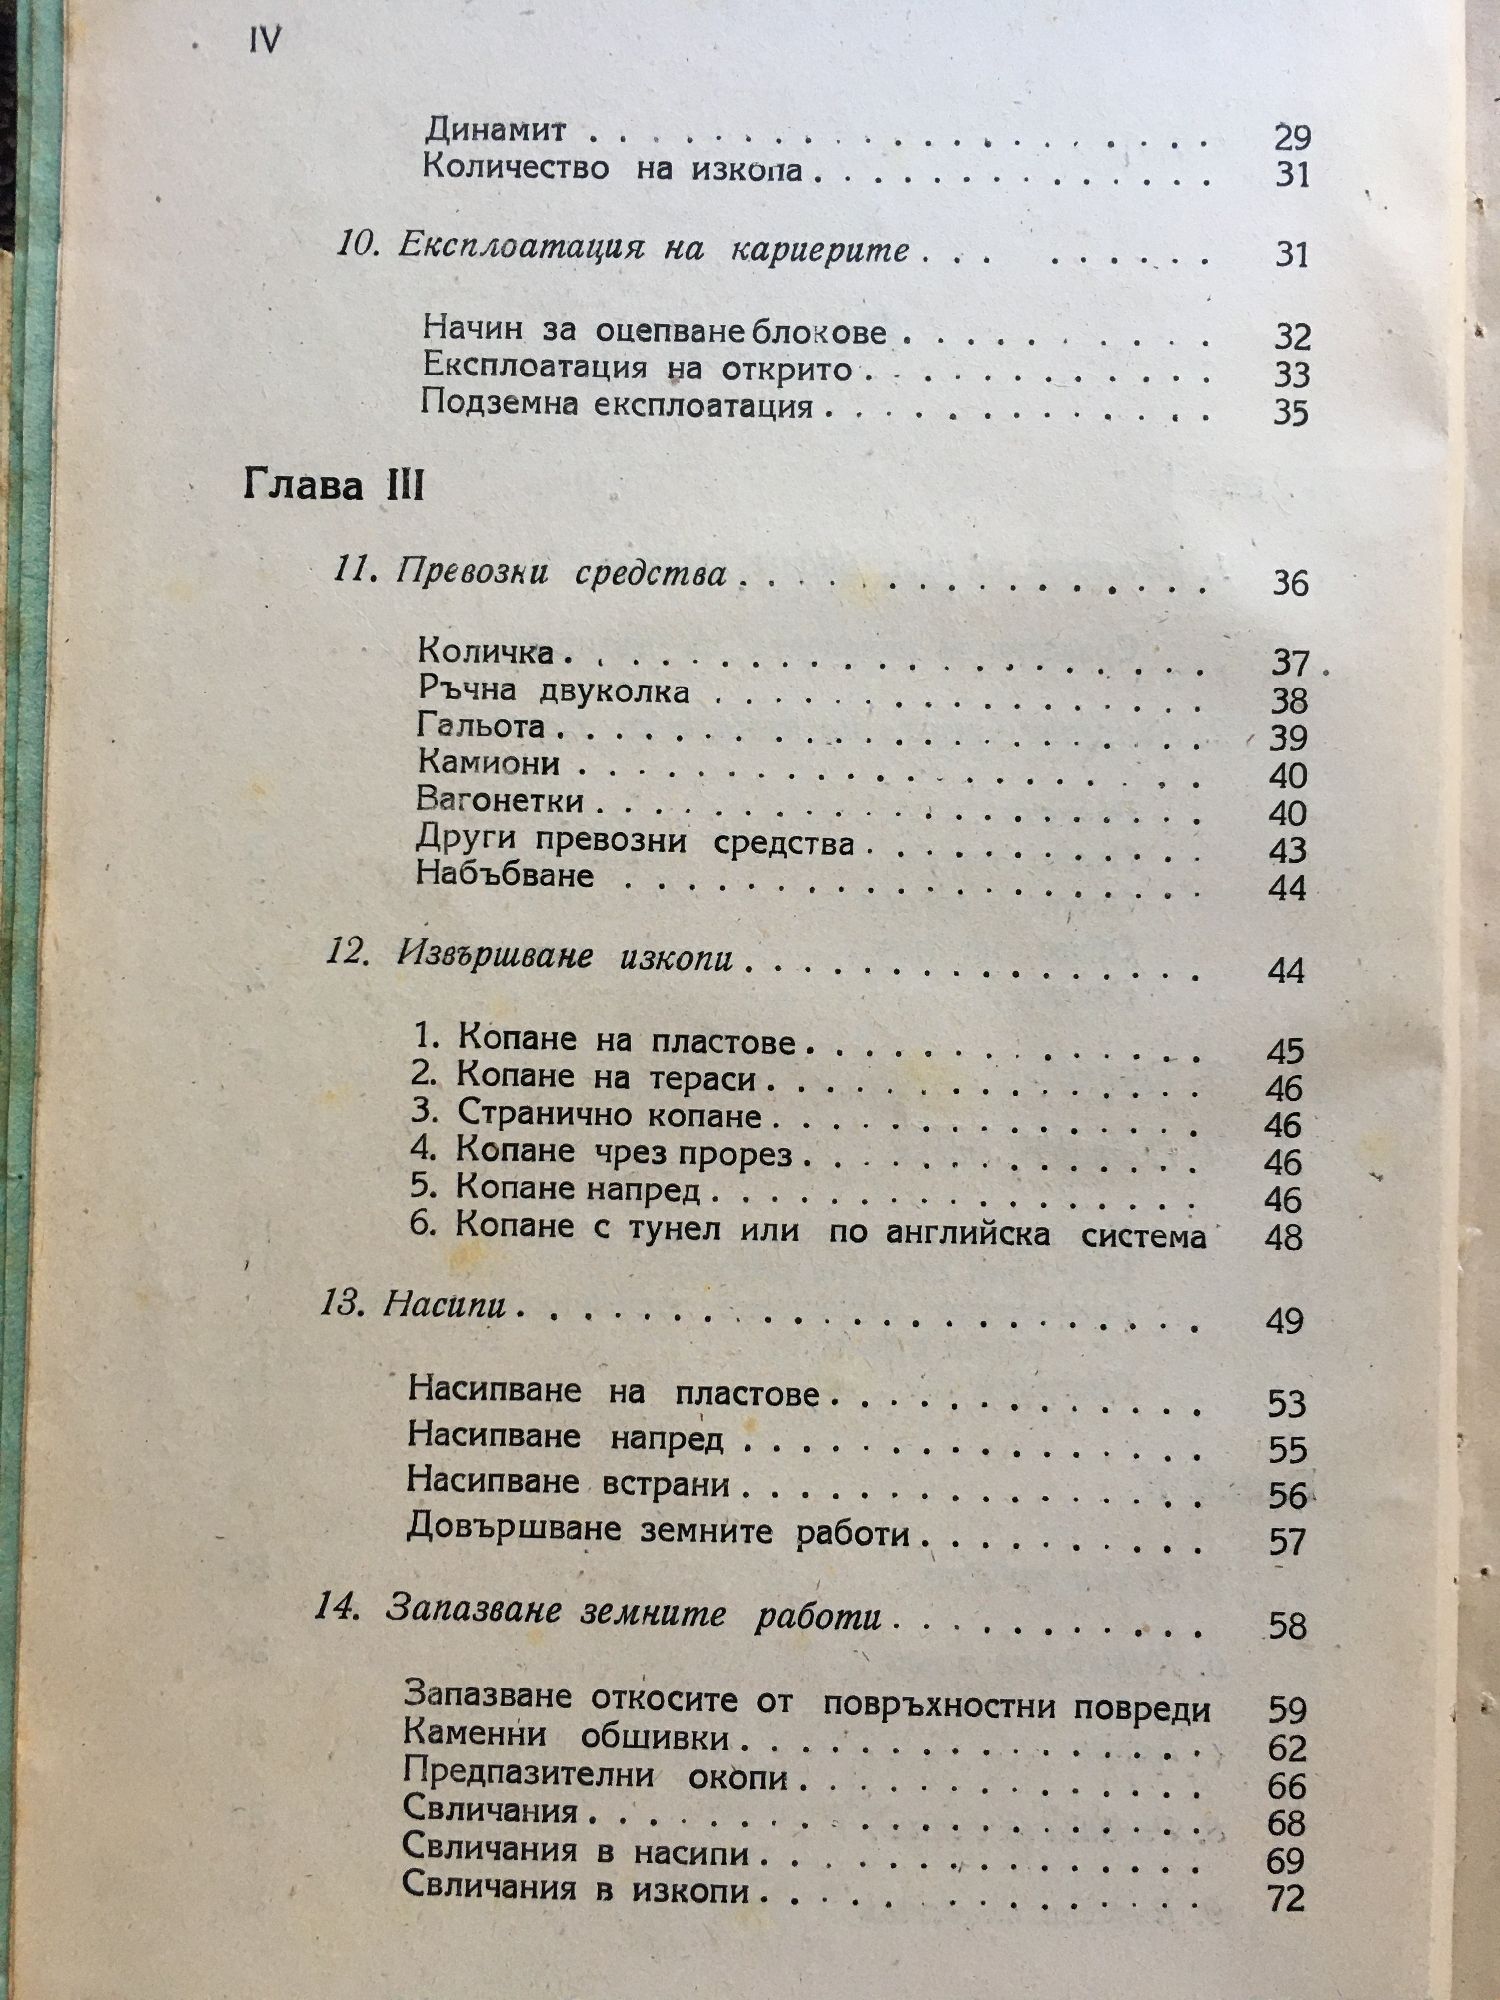 IV
Динамит . . . . . . . . . . . . . . . . . . . . . 29
Количество на изкопа . . . . . . . . . . . . . . 31
10. Експлоатация на кариерите . . . . . . . . . 31
Начин за оцепване блокове . . . . . . . . . . . 32
Експлоатация на открито . . . . . . . . . . . . 33
Подземна експлоатация . . . . . . . . . . . . . 35
Глава III
11. Превозни средства . . . . . . . . . . . . . . . . 36
Количка . . . . . . . . . . . . . . . . . . . . . . 37
Ръчна двуколка . . . . . . . . . . . . . . . . . 38
Гальота . . . . . . . . . . . . . . . . . . . . . . 39
Камиони . . . . . . . . . . . . . . . . . . . . . 40
Вагонетки . . . . . . . . . . . . . . . . . . . . . 40
Други превозни средства . . . . . . . . . . . . 43
Набъбване . . . . . . . . . . . . . . . . . . . . 44
12. Извършване изкопи . . . . . . . . . . . . . . . . 44
1. Копане на пластове . . . . . . . . . . . . . . 45
2. Копане на тераси . . . . . . . . . . . . . . . 46
3. Странично копане . . . . . . . . . . . . . . . 46
4. Копане чрез прорез . . . . . . . . . . . . . . 46
5. Копане напред . . . . . . . . . . . . . . . . . 46
6. Копане с тунел или по английска система 48
13. Насипи . . . . . . . . . . . . . . . . . . . . . . . 49
Насипване на пластове . . . . . . . . . . . . . 53
Насипване напред . . . . . . . . . . . . . . . . 55
Насипване встрани . . . . . . . . . . . . . . . . 56
Довършване земните работи . . . . . . . . . . 57
14. Запазване земните работи . . . . . . . . . . . 58
Запазване откосите от повръхностни повреди 59
Каменни обшивки . . . . . . . . . . . . . . . . 62
Предпазителни окопи . . . . . . . . . . . . . . 66
Свличания . . . . . . . . . . . . . . . . . . . . . 68
Свличания в насипи . . . . . . . . . . . . . . . 69
Свличания в изкопи . . . . . . . . . . . . . . . 72